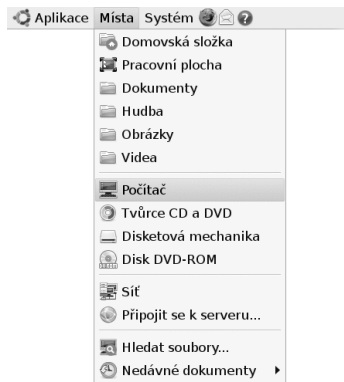 Aplikace Místa Systém
Domovská složka
Pracovní plocha
Dokumenty
Hudba
Obrázky
Videa
Počítač
Tvůrce CD a DVD
Disketová mechanika
Disk DVD-ROM
Síť
Připojit se k serveru...
Hledat soubory...
Nedávné dokumenty